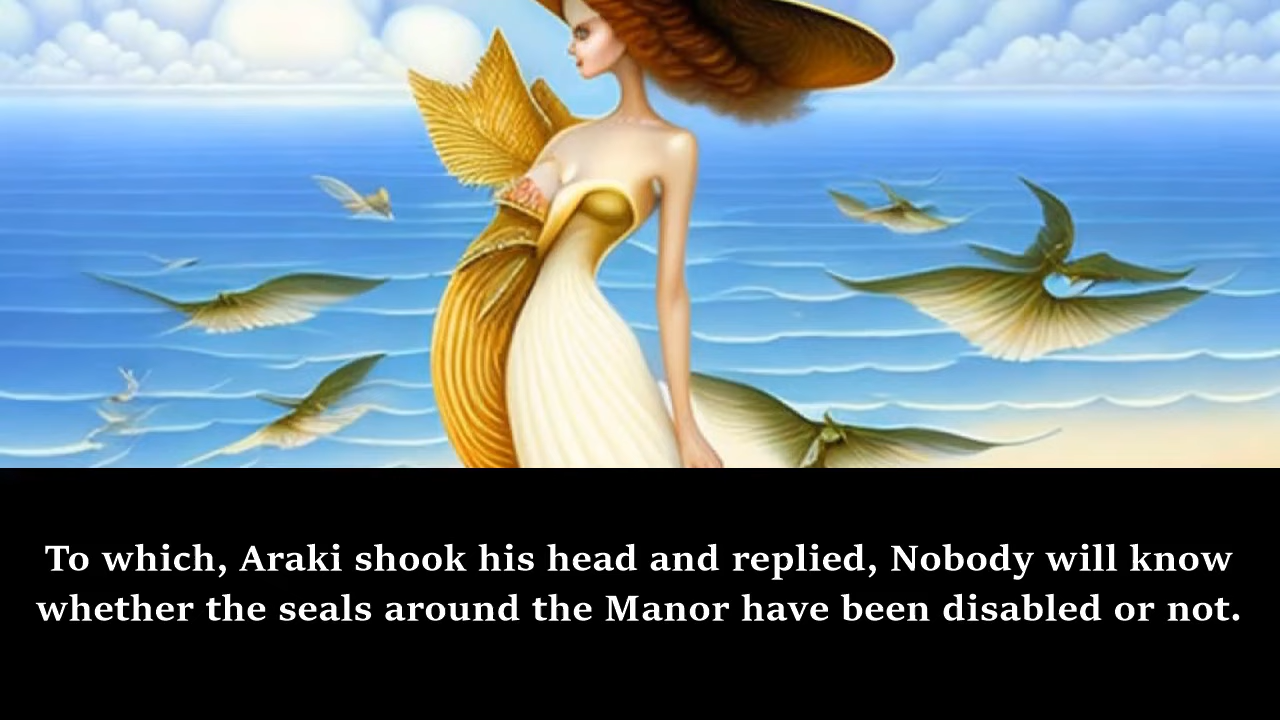 To which, Araki shook his head and replied, Nobody will know
whether the seals around the Manor have been disabled or not.